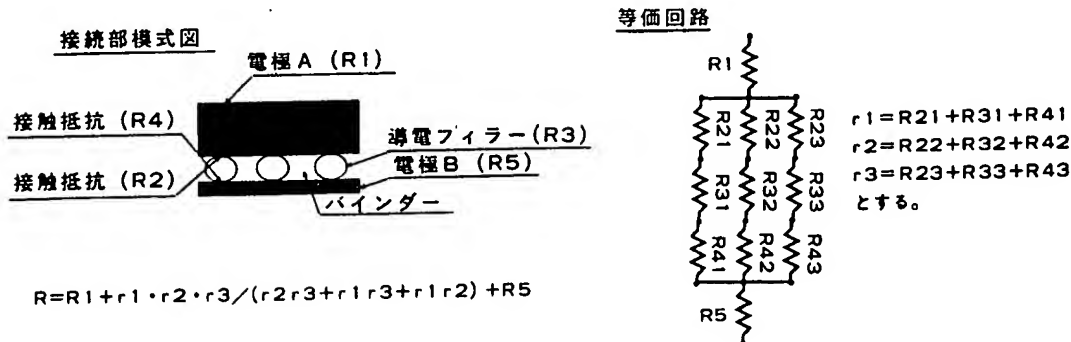 接続部模式図
電極A (R1)
接触抵抗 (R4)
接触抵抗 (R2)
導電フィラー(R3)
電極B (R5)
バインダー
R=R1+r1・r2・r3/(r2r3+r1r3+r1r2)+R5
等価回路
R1
R21
R22
R23
R31
R32
R33
R41
R42
R43
R5
r1=R21+R31+R41
r2=R22+R32+R42
r3=R23+R33+R43
とする。